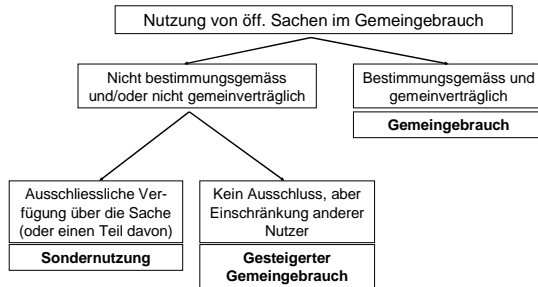 Nutzung von öff. Sachen im Gemeingebrauch
Nicht bestimmungsgemäss
und/oder nicht gemeinverträglich
Bestimmungsgemäss und
gemeinverträglich
Gemeingebrauch
Ausschliessliche Ver-
fügung über die Sache
(oder einen Teil davon)
Sondernutzung
Kein Ausschluss, aber
Einschränkung anderer
Nutzer
Gesteigerter
Gemeingebrauch